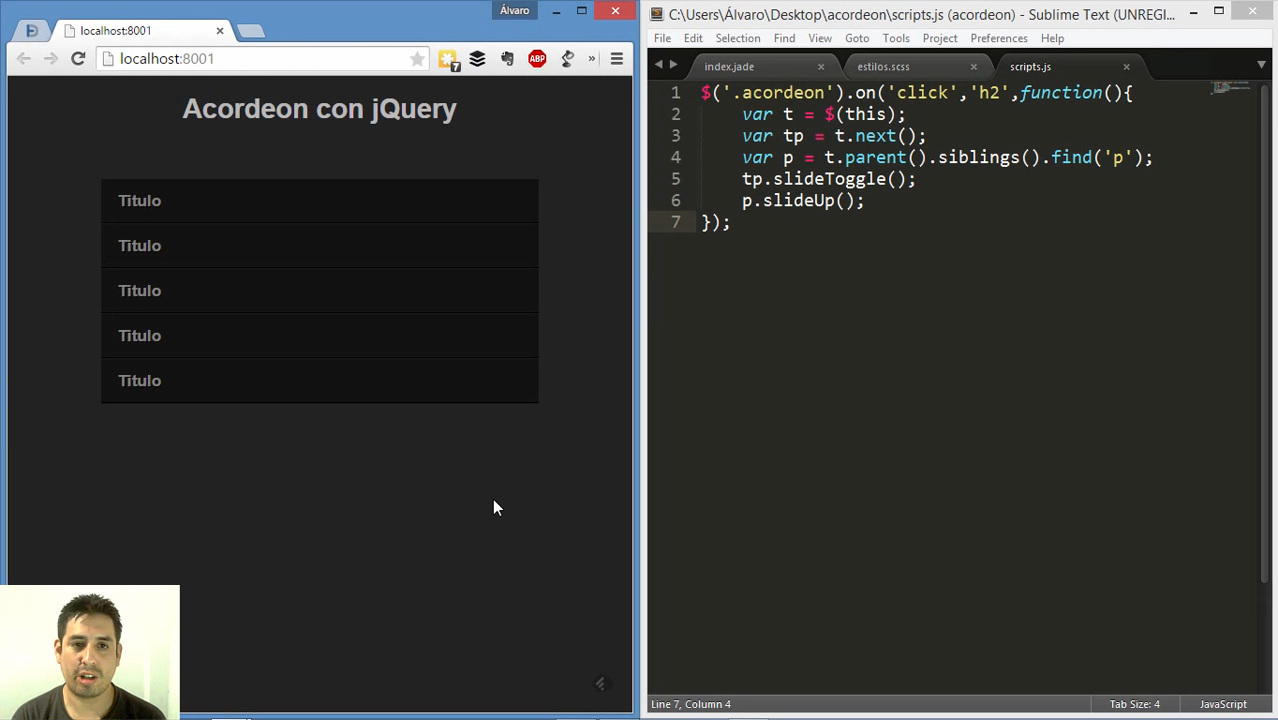 Álvaro
localhost:8001
localhost:8001
7
ABP
»
Acordeon con jQuery
Titulo
Titulo
Titulo
Titulo
Titulo
C:\Users\Álvaro\Desktop\acordeon\scripts.js (acordeon) - Sublime Text (UNREGI...
File Edit Selection Find View Goto Tools Project Preferences Help
index.jade estilos.scss scripts.js
1 $('.acordeon').on('click','h2',function(){
2 var t = $(this);
3 var tp = t.next();
4 var p = t.parent().siblings().find('p');
5 tp.slideToggle();
6 p.slideUp();
7 });
Line 7, Column 4 Tab Size: 4 JavaScript